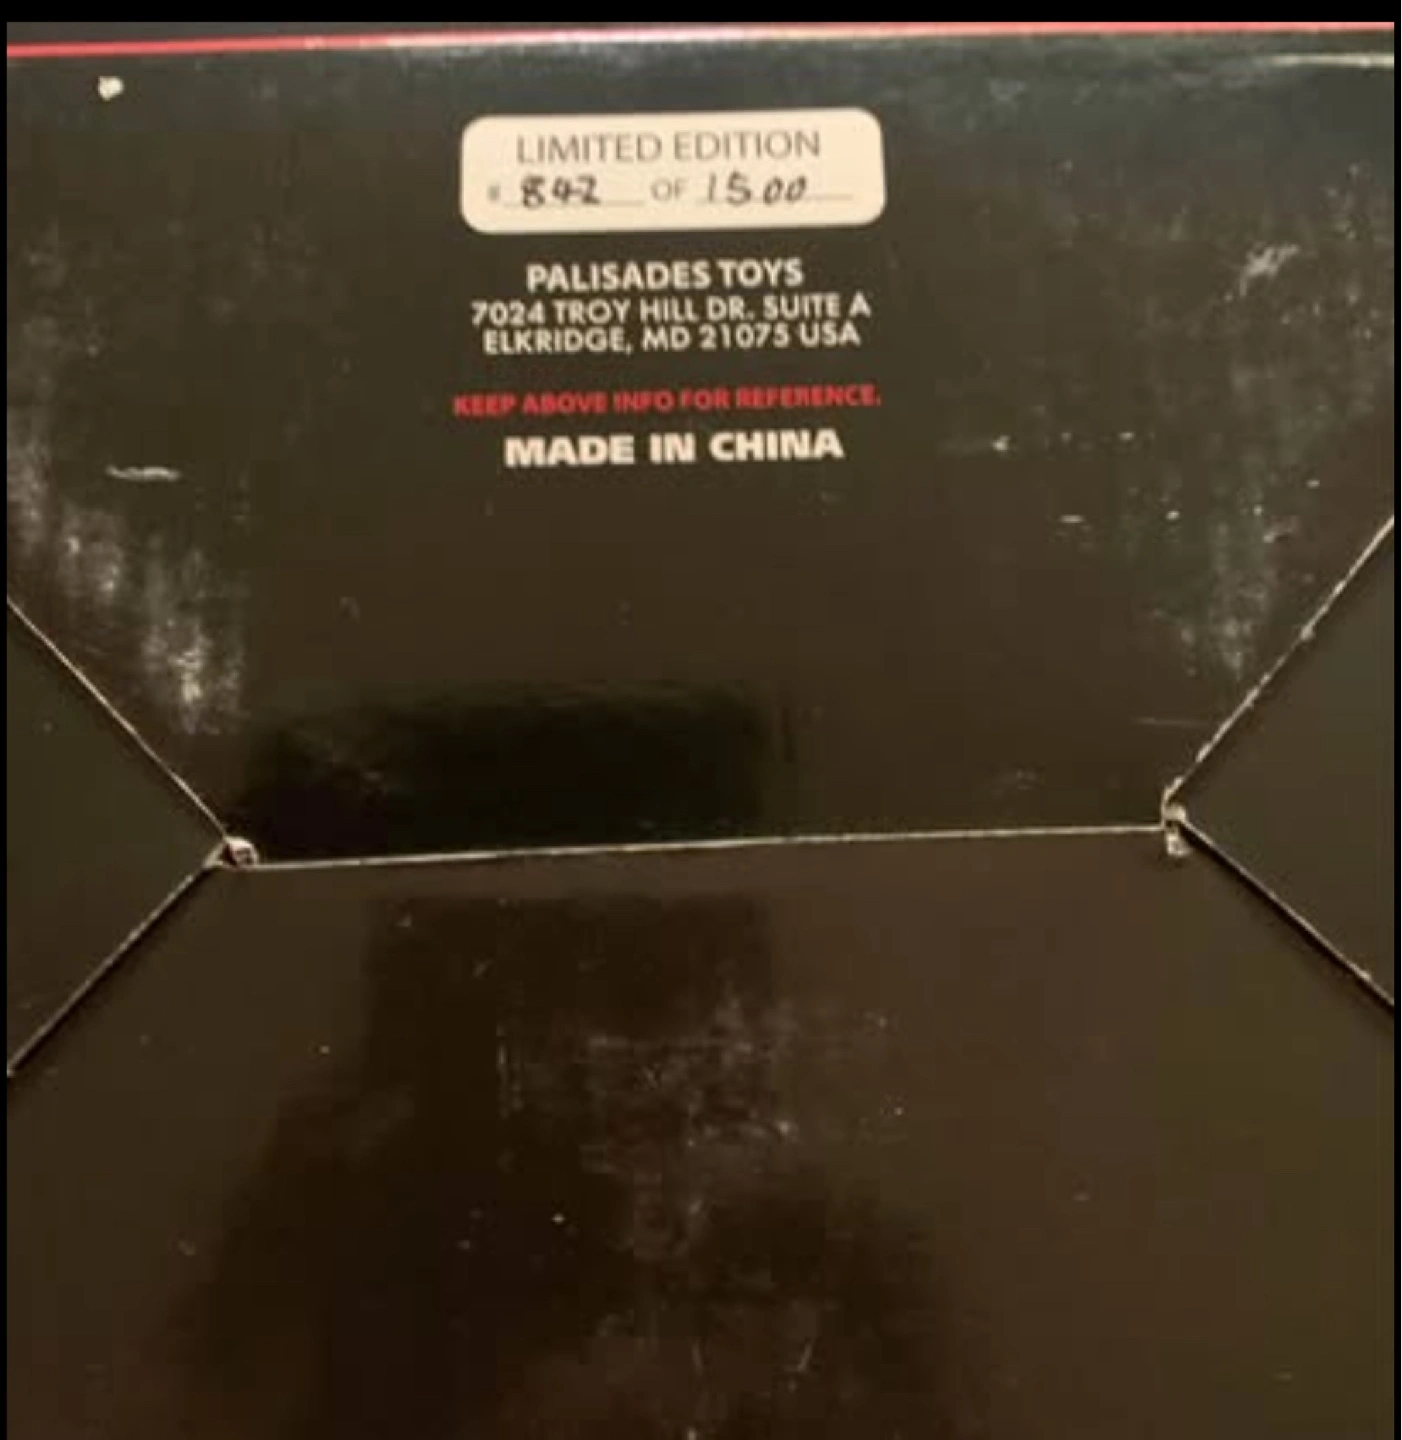 LIMITED EDITION
# 842 OF 1500
PALISADES TOYS
7024 TROY HILL DR. SUITE A
ELKRIDGE, MD 21075 USA
KEEP ABOVE INFO FOR REFERENCE.
MADE IN CHINA